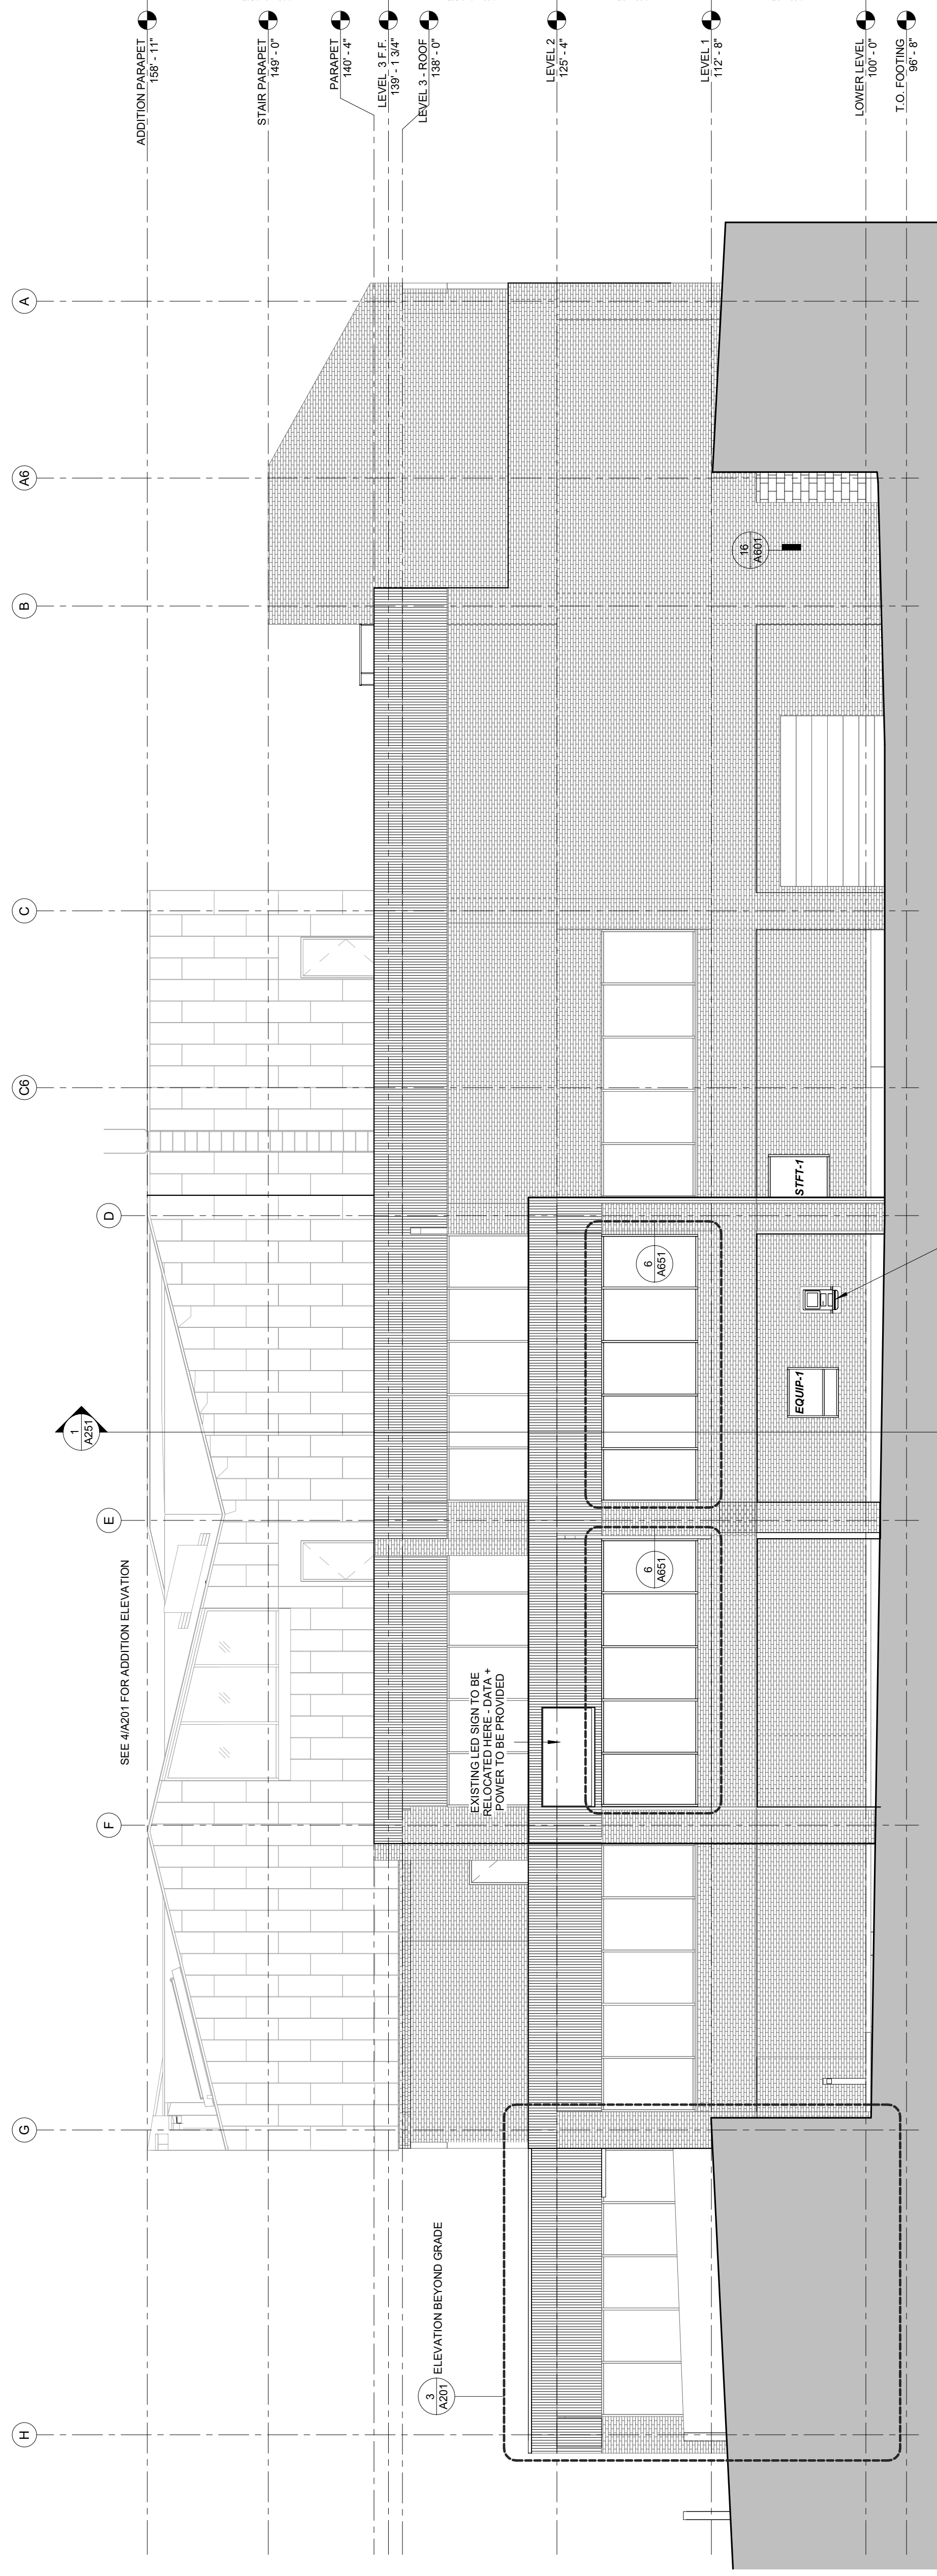 ADDITION PARAPET
158' - 11"
STAIR PARAPET
149' - 0"
PARAPET
140' - 4"
LEVEL 3 F.F.
139' - 1 3/4"
LEVEL 3 - ROOF
138' - 0"
LEVEL 2
125' - 4"
LEVEL 1
112' - 8"
LOWER LEVEL
100' - 0"
T.O. FOOTING
96' - 8"
A
A6
B
C
C6
D
E
F
G
H
16
A601
STFT-1
6
A651
EQUIP-1
1
A251
6
A651
SEE 4/A201 FOR ADDITION ELEVATION
EXISTING LED SIGN TO BE
RELOCATED HERE - DATA +
POWER TO BE PROVIDED
3
A201
ELEVATION BEYOND GRADE